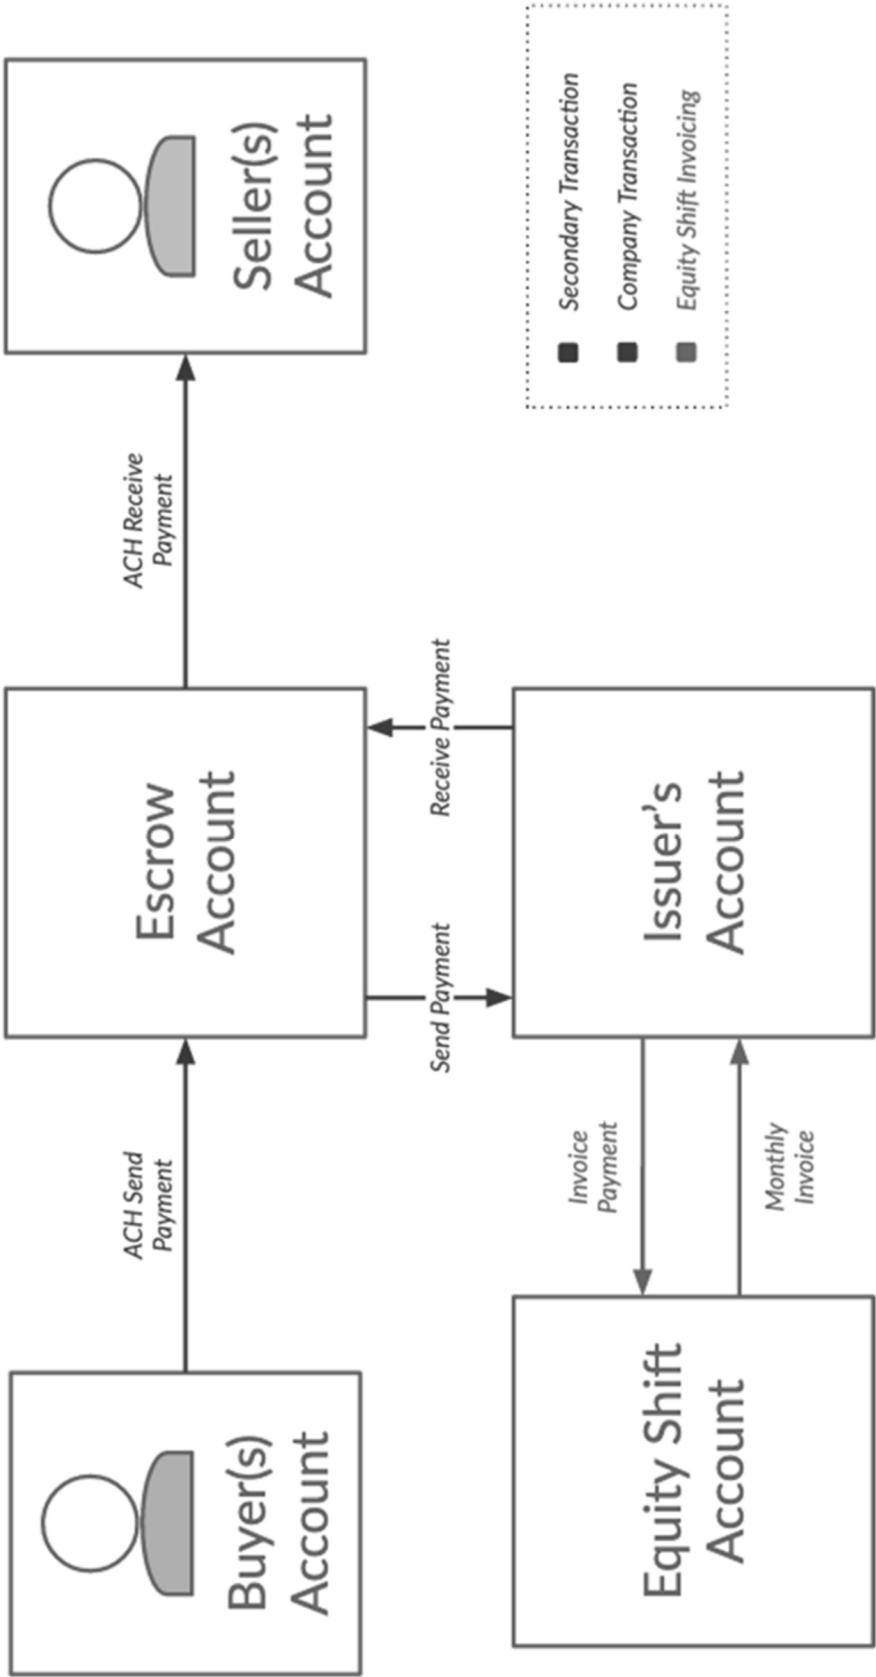 Buyer(s)
Account
ACH Send
Payment
Escrow
Account
ACH Receive
Payment
Seller(s)
Account
Send Payment
Receive Payment
Equity Shift
Account
Invoice
Payment
Monthly
Invoice
Issuer's
Account
Secondary Transaction
Company Transaction
Equity Shift Invoicing